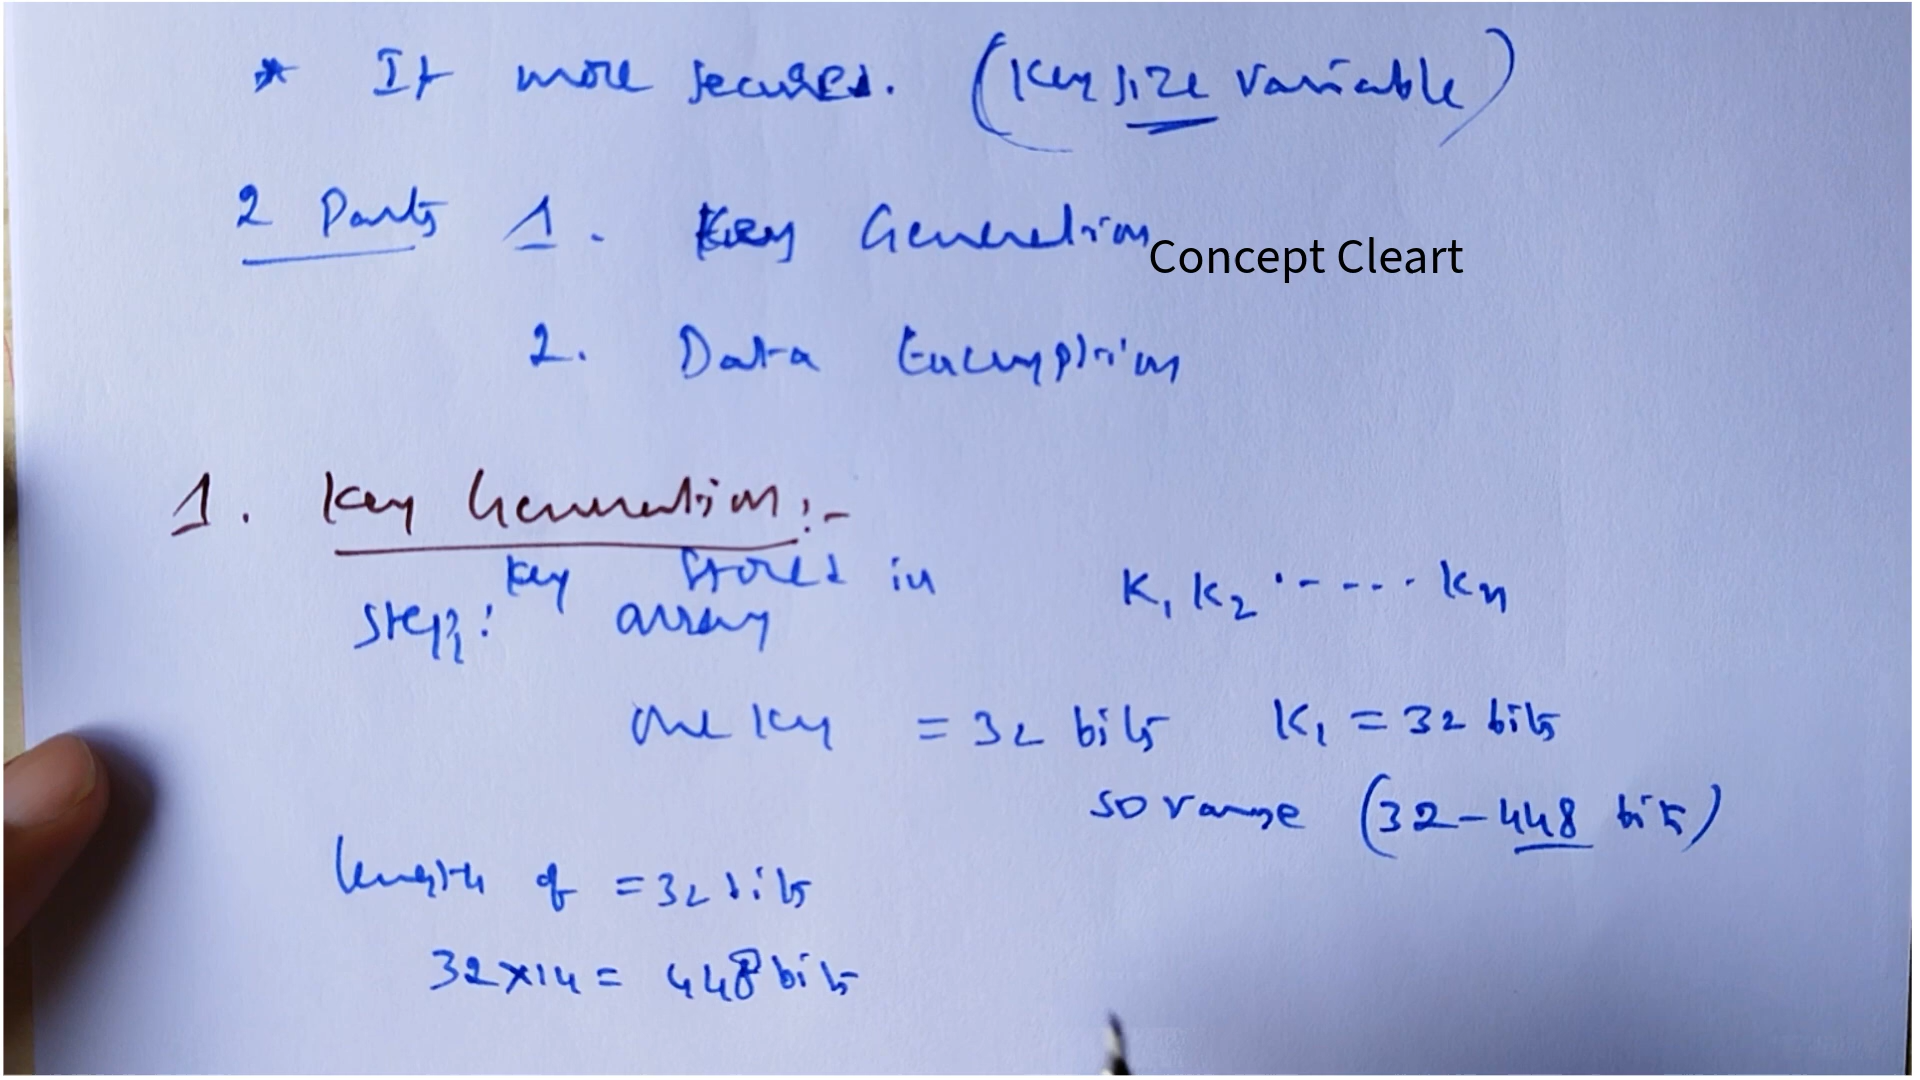 * It more secured. (Key size variable)
2 Parts 1. Key Generation
Concept Cleart
2. Data Encryption
1. Key Generation:-
step1: key stored in array K1 K2 ..---.. Kn
one key = 32 bits K1 = 32 bits
so range (32-448 bits)
length of = 32 bits
32×14 = 448 bits